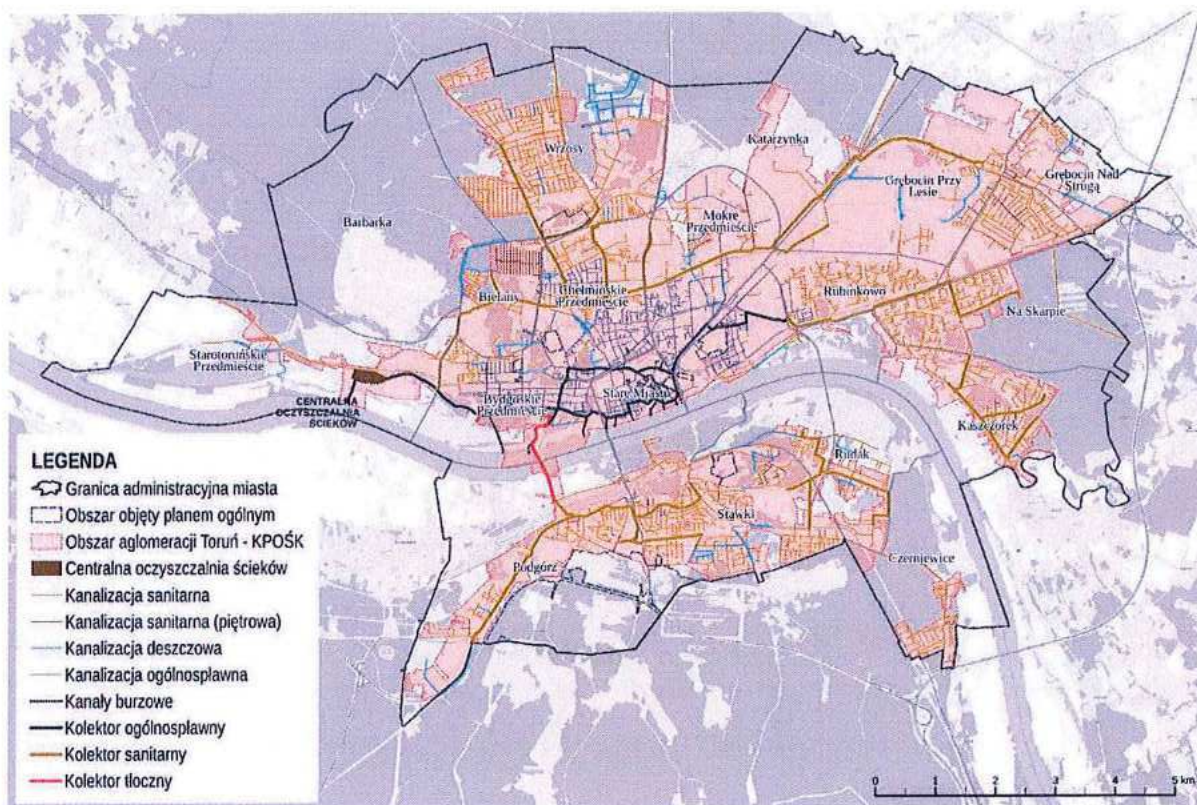 Wrzosy
Katarzynka
Grębocin Przy
Lesie
Grębocin Nad
Strugą
Mokre
Przedmieście
Barbarka
Chełmińskie
Przedmieście
Bielany
Rubinkowo
Na Skarpie
Starotoruńskie
Przedmieście
CENTRALNA
OCZYSZCZALNIA
ŚCIEKÓW
Bydgoskie
Przedmieście
Stare Miasto
Kaszczorek
Rudak
Stawki
Podgórz
Czerniewice
LEGENDA
Granica administracyjna miasta
Obszar objęty planem ogólnym
Obszar aglomeracji Toruń - KPOŚK
Centralna oczyszczalnia ścieków
Kanalizacja sanitarna
Kanalizacja sanitarna (piętrowa)
Kanalizacja deszczowa
Kanalizacja ogólnospławna
Kanały burzowe
Kolektor ogólnospławny
Kolektor sanitarny
Kolektor tłoczny
0 1 2 3 4 5 km